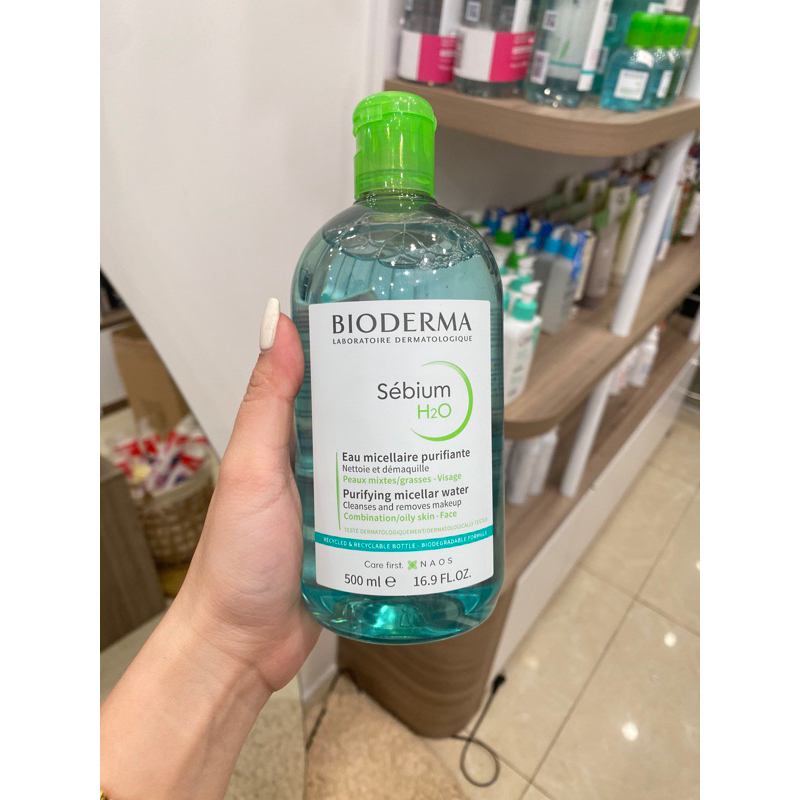 BIODERMA
LABORATOIRE DERMATOLOGIQUE
Sébium
H2O
Eau micellaire purifiante
Nettoie et démaquille
Peaux mixtes/grasses - Visage
Purifying micellar water
Cleanses and removes makeup
Combination/oily skin - Face
TESTÉ DERMATOLOGIQUEMENT/DERMATOLOGICALLY TESTED
RECYCLED & RECYCLABLE BOTTLE - BIODEGRADABLE FORMULA
Care first. NAOS
500 ml ℮ 16.9 FL.OZ.